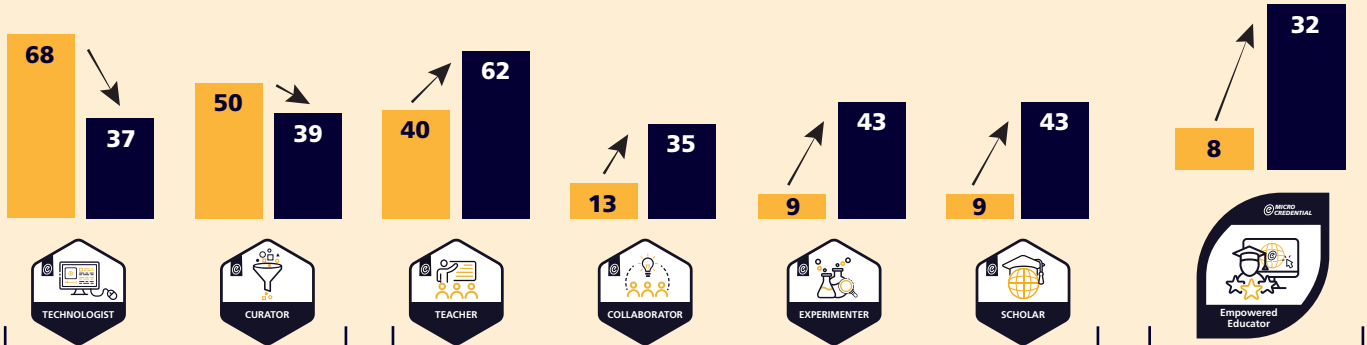 68
37
50
39
40
62
13
35
9
43
9
43
8
32
TECHNOLOGIST
CURATOR
TEACHER
COLLABORATOR
EXPERIMENTER
SCHOLAR
MICRO
CREDENTIAL
Empowered
Educator